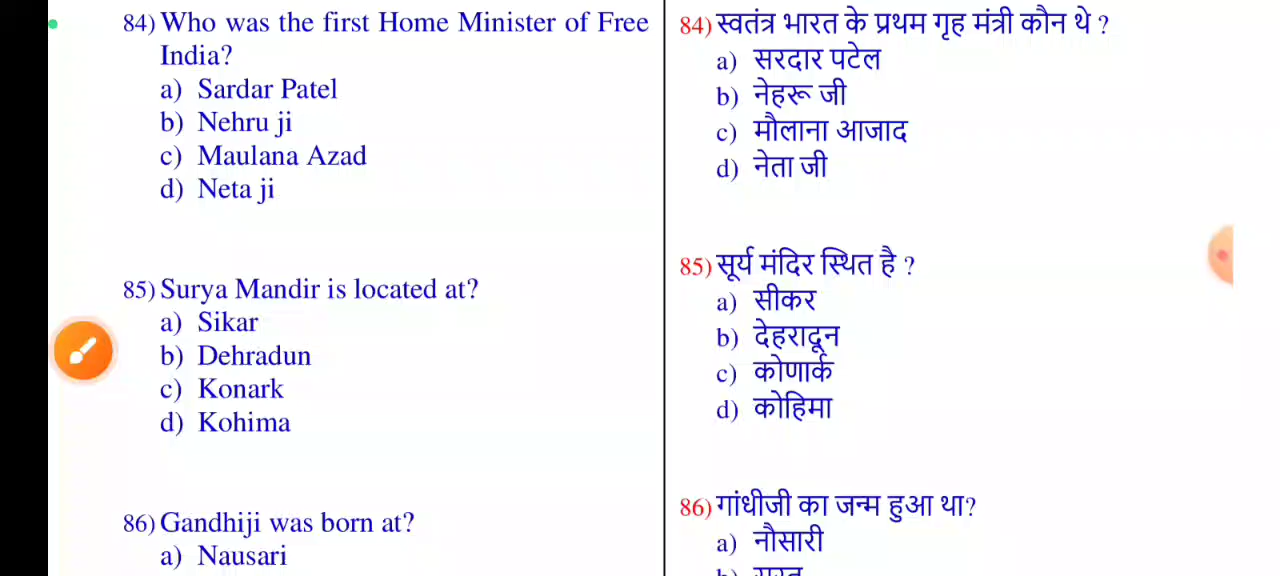 84) Who was the first Home Minister of Free
India?
a) Sardar Patel
b) Nehru ji
c) Maulana Azad
d) Neta ji
85) Surya Mandir is located at?
a) Sikar
b) Dehradun
c) Konark
d) Kohima
86) Gandhiji was born at?
a) Nausari
84) स्वतंत्र भारत के प्रथम गृह मंत्री कौन थे ?
a) सरदार पटेल
b) नेहरू जी
c) मौलाना आजाद
d) नेता जी
85) सूर्य मंदिर स्थित है ?
a) सीकर
b) देहरादून
c) कोणार्क
d) कोहिमा
86) गांधीजी का जन्म हुआ था?
a) नौसारी